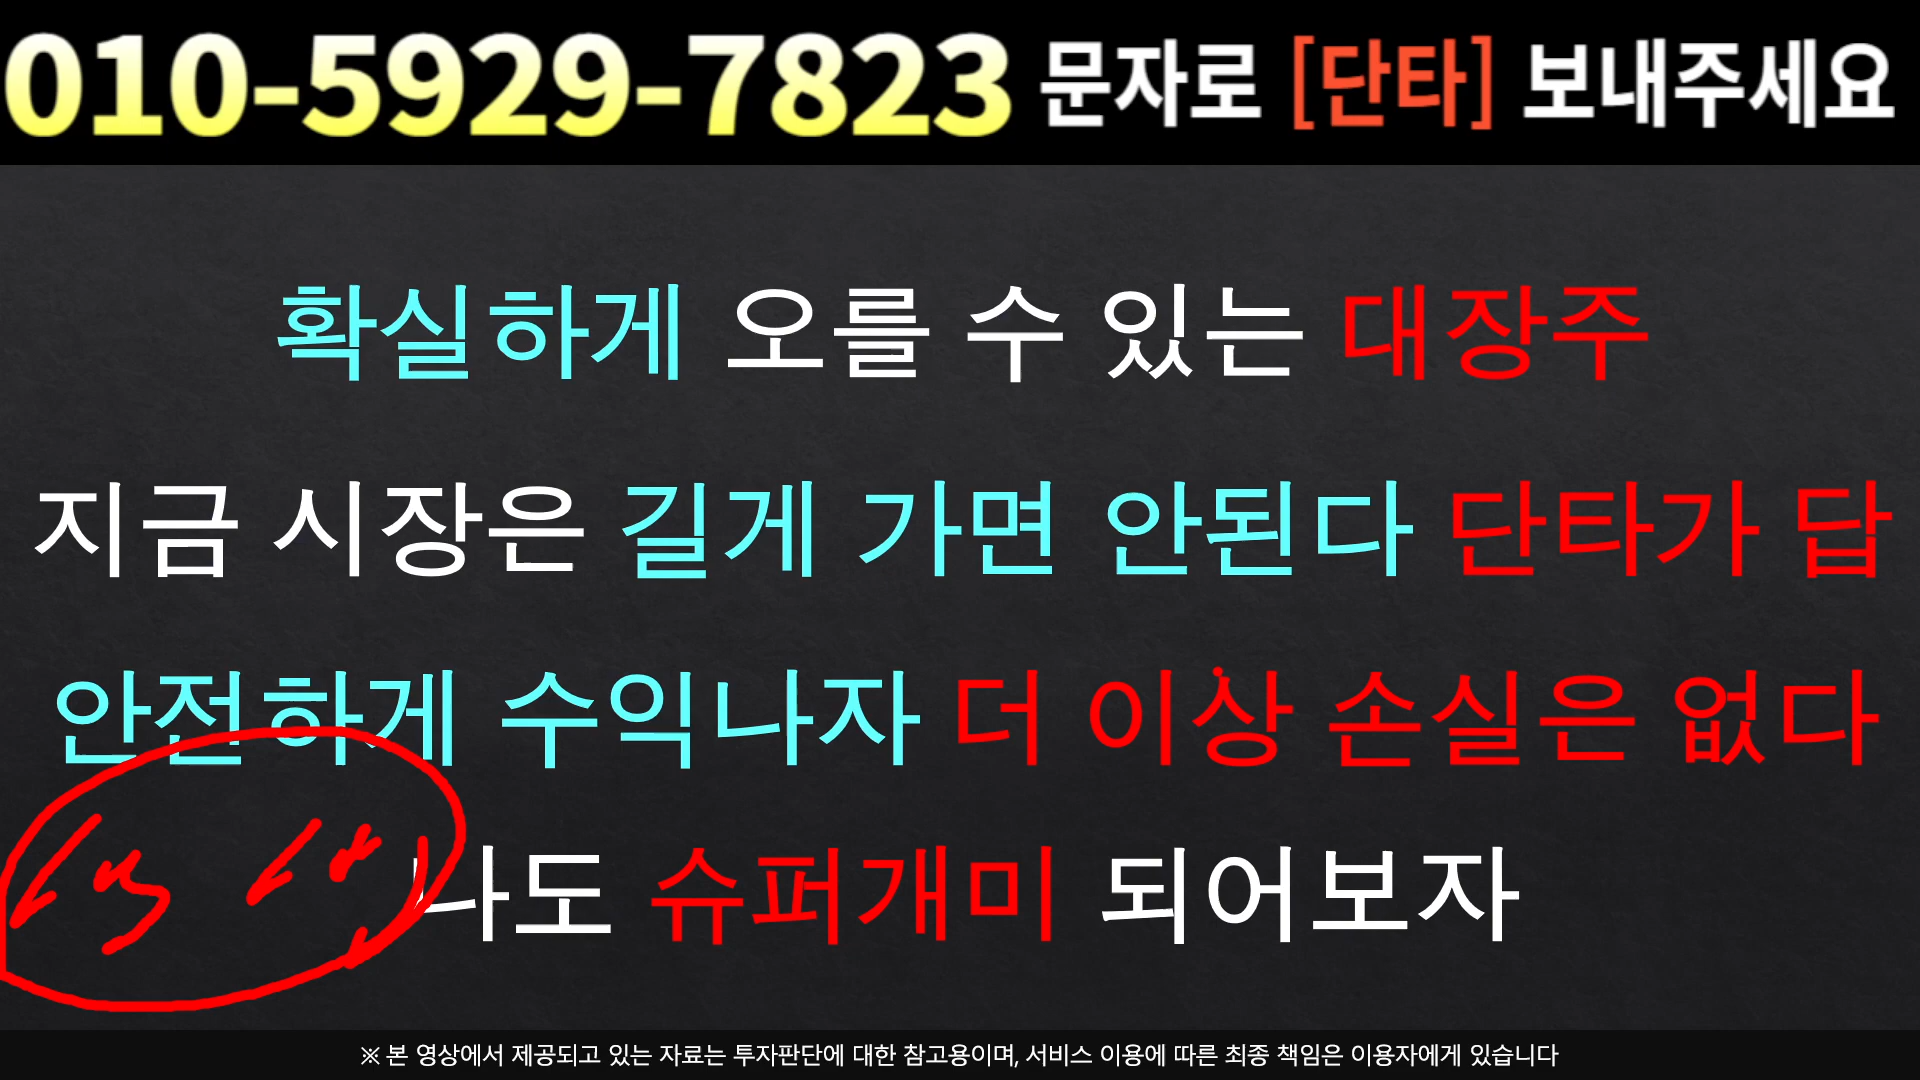 010-5929-7823 문자로 [단타] 보내주세요
확실하게 오를 수 있는 대장주
지금 시장은 길게 가면 안된다 단타가 답
안전하게 수익나자 더 이상 손실은 없다
나도 슈퍼개미 되어보자
※ 본 영상에서 제공되고 있는 자료는 투자판단에 대한 참고용이며, 서비스 이용에 따른 최종 책임은 이용자에게 있습니다